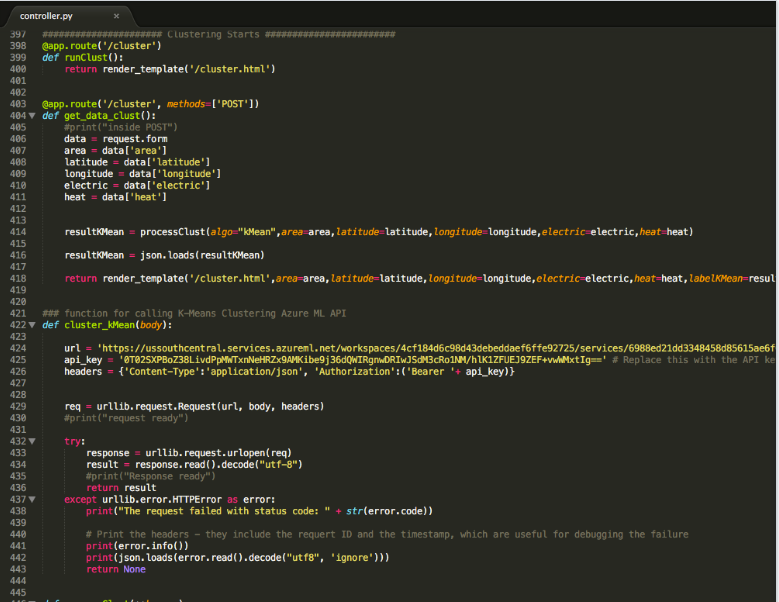 controller.py ×
397 ###################### Clustering Starts ########################
398 @app.route('/cluster')
399 def runClust():
400 return render_template('/cluster.html')
401
402
403 @app.route('/cluster', methods=['POST'])
404 def get_data_clust():
405 #print("inside POST")
406 data = request.form
407 area = data['area']
408 latitude = data['latitude']
409 longitude = data['longitude']
410 electric = data['electric']
411 heat = data['heat']
412
413
414 resultKMean = processClust(algo="kMean",area=area,latitude=latitude,longitude=longitude,electric=electric,heat=heat)
415
416 resultKMean = json.loads(resultKMean)
417
418 return render_template('/cluster.html',area=area,latitude=latitude,longitude=longitude,electric=electric,heat=heat,labelKMean=resul
419
420
421 ### function for calling K-Means Clustering Azure ML API
422 def cluster_kMean(body):
423
424 url = 'https://ussouthcentral.services.azureml.net/workspaces/4cf184d6c98d43debeddaef6ffe92725/services/6988ed21dd3348458d85615ae6f
425 api_key = # Replace this with the API ke
426 headers = {'Content-Type':'application/json', 'Authorization':('Bearer '+ api_key)}
427
428
429 req = urllib.request.Request(url, body, headers)
430 #print("request ready")
431
432 try:
433 response = urllib.request.urlopen(req)
434 result = response.read().decode("utf-8")
435 #print("Response ready")
436 return result
437 except urllib.error.HTTPError as error:
438 print("The request failed with status code: " + str(error.code))
439
440 # Print the headers - they include the requert ID and the timestamp, which are useful for debugging the failure
441 print(error.info())
442 print(json.loads(error.read().decode("utf8", 'ignore')))
443 return None
444
445